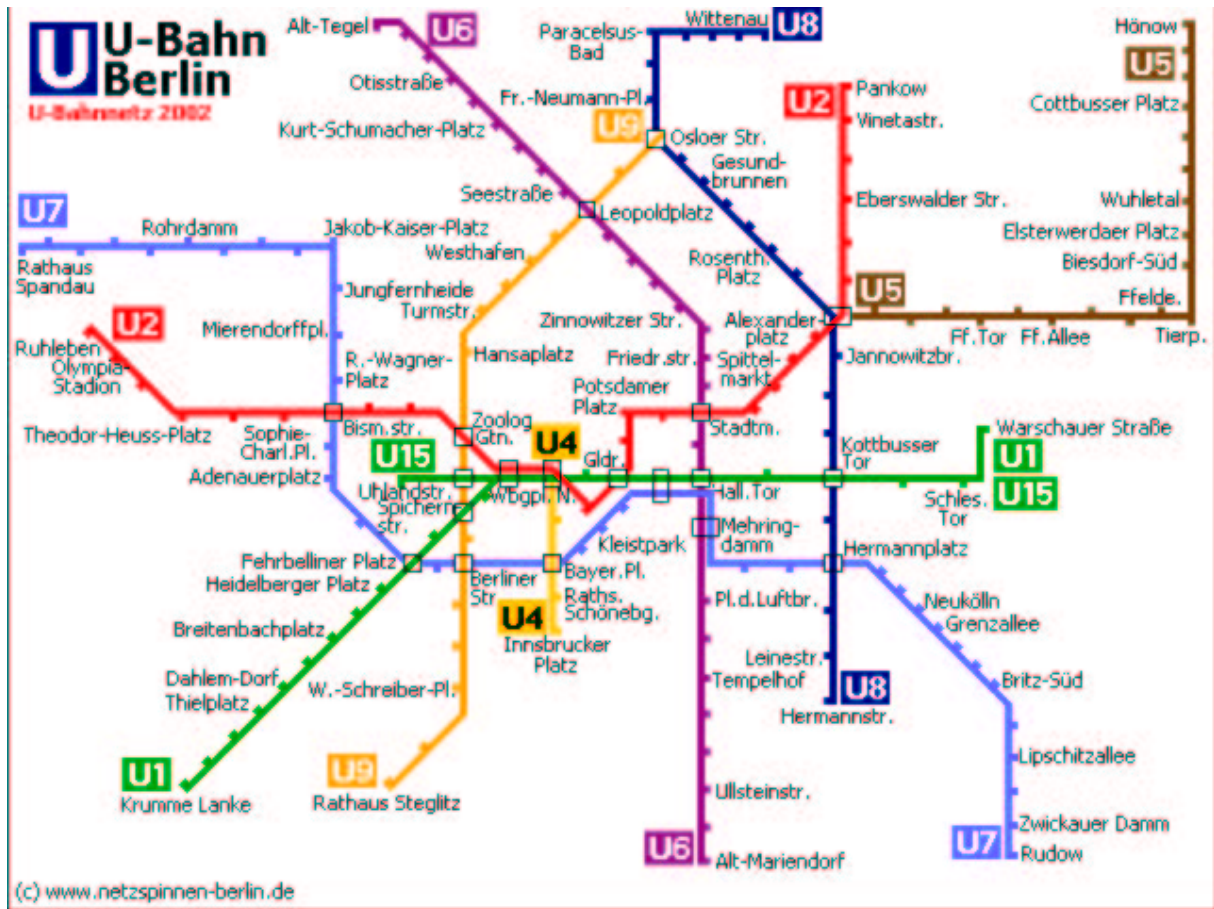 U
U-Bahn
Berlin
U-Bahnnetz 2002
Alt-Tegel
U6
Paracelsus-
Bad
Wittenau
U8
Hönow
U5
Otisstraße
Fr.-Neumann-Pl.
U2
Pankow
Cottbusser Platz
Kurt-Schumacher-Platz
U9
Osloer Str.
Vinetastr.
Gesund-
brunnen
Seestraße
Leopoldplatz
Eberswalder Str.
Wuhletal
U7
Rohrdamm
Jakob-Kaiser-Platz
Westhafen
Elsterwerdaer Platz
Rathaus
Spandau
Rosenth.
Platz
Biesdorf-Süd
Jungfernheide
Turmstr.
U5
Ffelde.
U2
Mierendorffpl.
Zinnowitzer Str.
Alexander-
platz
Ff.Tor
Ff.Allee
Tierp.
Ruhleben
Olympia-
Stadion
R.-Wagner-
Platz
Hansaplatz
Friedr.str.
Spittel-
markt
Jannowitzbr.
Potsdamer
Platz
Theodor-Heuss-Platz
Sophie-
Charl.Pl.
Bism.str.
Zoolog
Gtn.
U4
Stadtm.
Kottbusser
Tor
Warschauer Straße
U1
U15
Adenauerplatz
U15
Gldr.
Uhlandstr.
Wbgpl.
N.
Hall.Tor
Schles.
Tor
Spichern
str.
Kleistpark
Mehring-
damm
Hermannplatz
Fehrbelliner Platz
Heidelberger Platz
Berliner
Str
Bayer.Pl.
Raths.
Schönebg.
U4
Innsbrucker
Platz
Pl.d.Luftbr.
Neukölln
Grenzallee
Breitenbachplatz
Leinestr.
Dahlem-Dorf
Thielplatz
W.-Schreiber-Pl.
Tempelhof
U8
Hermannstr.
Britz-Süd
U1
Krumme Lanke
U9
Rathaus Steglitz
Lipschitzallee
Ullsteinstr.
Zwickauer Damm
U7
Rudow
U6
Alt-Mariendorf
(c) www.netzspinnen-berlin.de